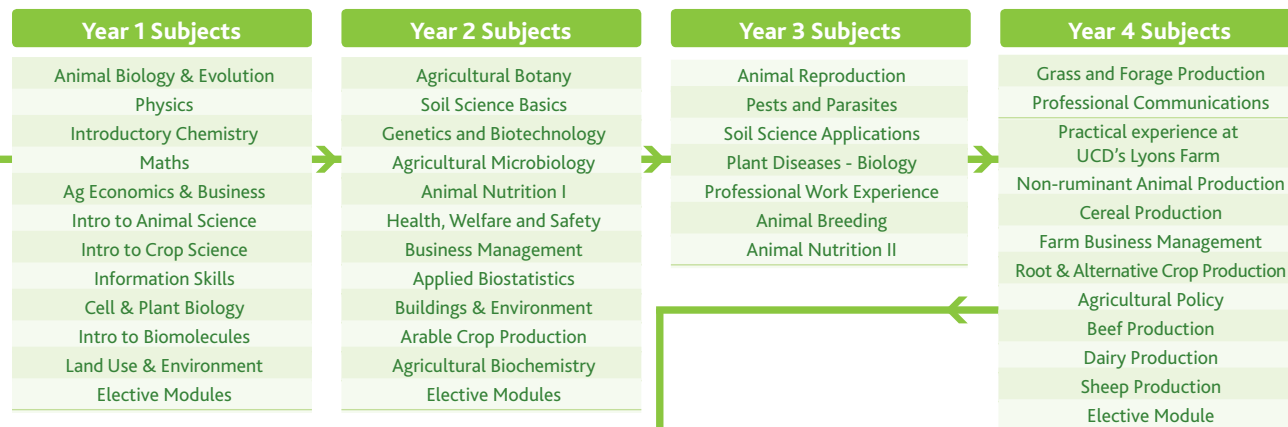 Year 1 Subjects
Animal Biology & Evolution
Physics
Introductory Chemistry
Maths
Ag Economics & Business
Intro to Animal Science
Intro to Crop Science
Information Skills
Cell & Plant Biology
Intro to Biomolecules
Land Use & Environment
Elective Modules
Year 2 Subjects
Agricultural Botany
Soil Science Basics
Genetics and Biotechnology
Agricultural Microbiology
Animal Nutrition I
Health, Welfare and Safety
Business Management
Applied Biostatistics
Buildings & Environment
Arable Crop Production
Agricultural Biochemistry
Elective Modules
Year 3 Subjects
Animal Reproduction
Pests and Parasites
Soil Science Applications
Plant Diseases - Biology
Professional Work Experience
Animal Breeding
Animal Nutrition II
Year 4 Subjects
Grass and Forage Production
Professional Communications
Practical experience at
UCD's Lyons Farm
Non-ruminant Animal Production
Cereal Production
Farm Business Management
Root & Alternative Crop Production
Agricultural Policy
Beef Production
Dairy Production
Sheep Production
Elective Module